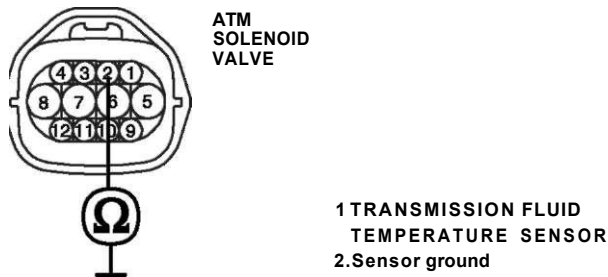 ATM
SOLENOID
VALVE
4 3 2 1
8 7 6 5
12 11 10 9
Ω
1 TRANSMISSION FLUID
TEMPERATURE SENSOR
2.Sensor ground